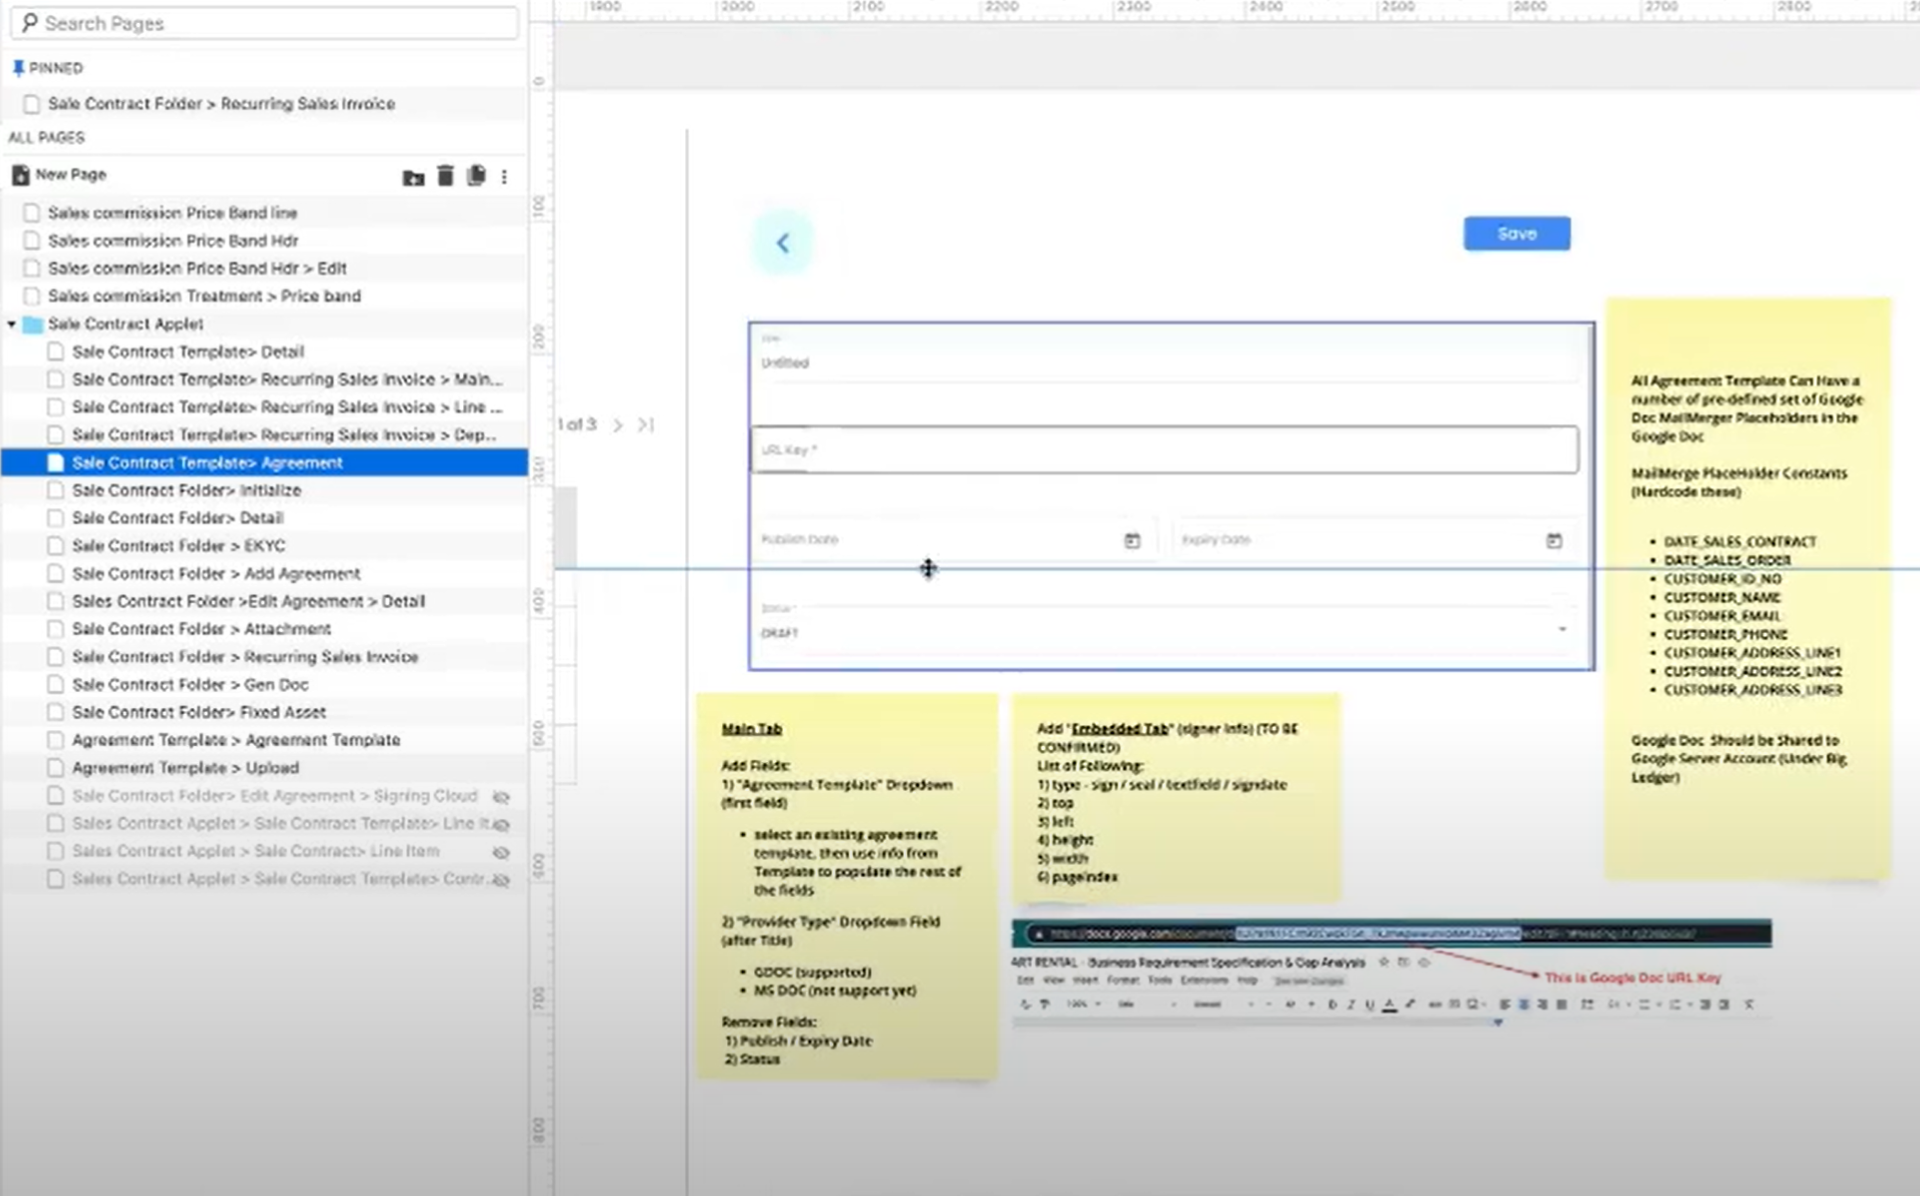 1900 2000 2100 2200 2300 2400 2500 2600 2700 2800
Search Pages
PINNED
Sale Contract Folder > Recurring Sales Invoice
ALL PAGES
New Page
Sales commission Price Band line
Sales commission Price Band Hdr
Sales commission Price Band Hdr > Edit
Sales commission Treatment > Price band
Sale Contract Applet
Sale Contract Template> Detail
Sale Contract Template> Recurring Sales Invoice > Main...
Sale Contract Template> Recurring Sales Invoice > Line ...
Sale Contract Template> Recurring Sales Invoice > Dep...
Sale Contract Template> Agreement
Sale Contract Folder> Initialize
Sale Contract Folder> Detail
Sale Contract Folder > EKYC
Sale Contract Folder > Add Agreement
Sales Contract Folder >Edit Agreement > Detail
Sale Contract Folder > Attachment
Sale Contract Folder > Recurring Sales Invoice
Sale Contract Folder > Gen Doc
Sale Contract Folder> Fixed Asset
Agreement Template > Agreement Template
Agreement Template > Upload
Sale Contract Folder> Edit Agreement > Signing Cloud
Sales Contract Applet > Sale Contract Template> Line It
Sales Contract Applet > Sale Contract> Line Item
Sales Contract Applet > Sale Contract Template> Contr..
0
100
200
300
400
500
600
700
800
1 of 3
Save
Untitled
URL Key *
Publish Date
Expiry Date
Status *
DRAFT
All Agreement Template Can Have a
number of pre-defined set of Google
Doc MailMerger Placeholders in the
Google Doc
MailMerge PlaceHolder Constants
(Hardcode these)
• DATE_SALES_CONTRACT
• DATE_SALES_ORDER
• CUSTOMER_ID_NO
• CUSTOMER_NAME
• CUSTOMER_EMAIL
• CUSTOMER_PHONE
• CUSTOMER_ADDRESS_LINE1
• CUSTOMER_ADDRESS_LINE2
• CUSTOMER_ADDRESS_LINE3
Google Doc Should be Shared to
Google Server Account (Under Big
Ledger)
Main Tab
Add Fields:
1) "Agreement Template" Dropdown
(first field)
• select an existing agreement
template, then use info from
Template to populate the rest of
the fields
2) "Provider Type" Dropdown Field
(after Title)
• GDOC (supported)
• MS DOC (not support yet)
Remove Fields:
1) Publish / Expiry Date
2) Status
Add "Embedded Tab" (signer info) (TO BE
CONFIRMED)
List of Following:
1) type - sign / seal / textfield / signdate
2) top
3) left
4) height
5) width
6) pageindex
https://docs.google.com/document/
ART RENTAL - Business Requirement Specification & Gap Analysis
Edit View Insert Format Tools Extensions Help
This is Google Doc URL Key